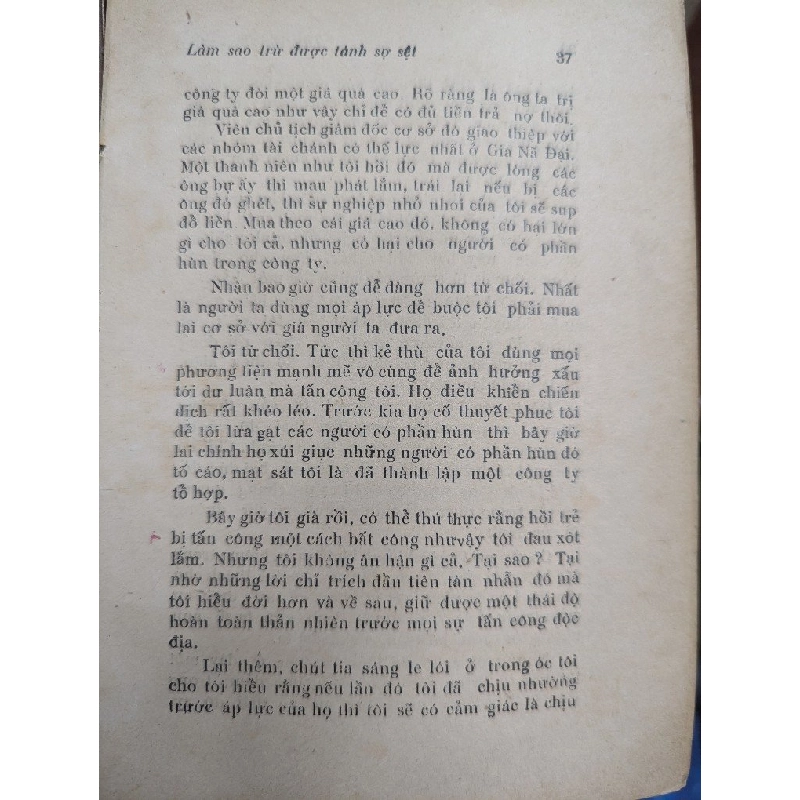 Làm sao trừ được tánh sợ sệt 37
công ty đòi một giá quá cao. Rõ rằng là ông ta trị
giá quá cao như vậy chỉ để có đủ tiền trả nợ thôi.
Viên chủ tịch giám đốc cơ sở đó giao thiệp với
các nhóm tài chánh có thế lực nhất ở Gia Nã Đại.
Một thanh niên như tôi hồi đó mà được lòng các
ông bự ấy thì mau phát lắm, trái lại nếu bị các
ông đó ghét, thì sự nghiệp nhỏ nhoi của tôi sẽ sụp
đổ liền. Mua theo cái giá cao đó, không có hại lớn
gì cho tôi cả, nhưng có hại cho người có phần
hùn trong công ty.
Nhận bao giờ cũng dễ dàng hơn từ chối. Nhất
là người ta dùng mọi áp lực để buộc tôi phải mua
lại cơ sở với giá người ta đưa ra.
Tôi từ chối. Tức thì kẻ thù của tôi dùng mọi
phương tiện mạnh mẽ vô cùng để ảnh hưởng xấu
tới dư luận mà tấn công tôi. Họ điều khiển chiến
dịch rất khéo léo. Trước kia họ cố thuyết phục tôi
để tôi lừa gạt các người có phần hùn thì bây giờ
lại chính họ xúi giục những người có phần hùn đó
tố cáo, mạt sát tôi là đã thành lập một công ty
tổ hợp.
Bây giờ tôi già rồi, có thể thú thực rằng hồi trẻ
bị tấn công một cách bất công như vậy tôi đau xót
lắm. Nhưng tôi không ân hận gì cả. Tại sao ? Tại
nhờ những lời chỉ trích đầu tiên tàn nhẫn đó mà
tôi hiểu đời hơn và về sau, giữ được một thái độ
hoàn toàn thản nhiên trước mọi sự tấn công độc
địa.
Lại thêm, chút tia sáng le lói ở trong óc tôi
cho tôi hiểu rằng nếu lần đó tôi đã chịu nhường
trước áp lực của họ thì tôi sẽ có cảm giác là chịu